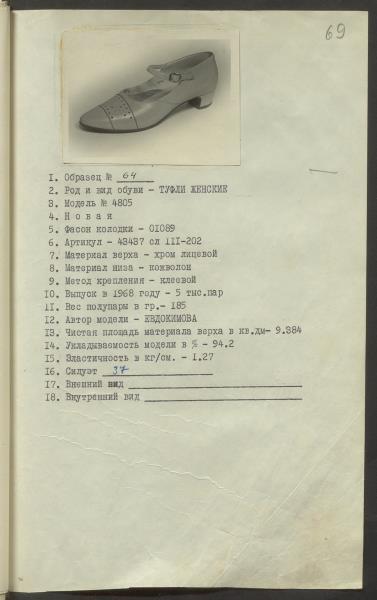 69
1. Образец № 64
2. Род и вид обуви - ТУФЛИ ЖЕНСКИЕ
3. Модель № 4805
4. Н о в а я
5. Фасон колодки - 01089
6. Артикул - 43437 сл III-202
7. Материал верха - хром лицевой
8. Материал низа - кожволон
9. Метод крепления - клеевой
10. Выпуск в 1968 году - 5 тыс.пар
11. Вес полупары в гр.- 185
12. Автор модели - ЕВДОКИМОВА
13. Чистая площадь материала верха в кв.дм- 9.384
14. Укладываемость модели в % - 94.2
15. Эластичность в кг/см. - 1.27
16. Силуэт 37
17. Внешний вид
18. Внутренний вид